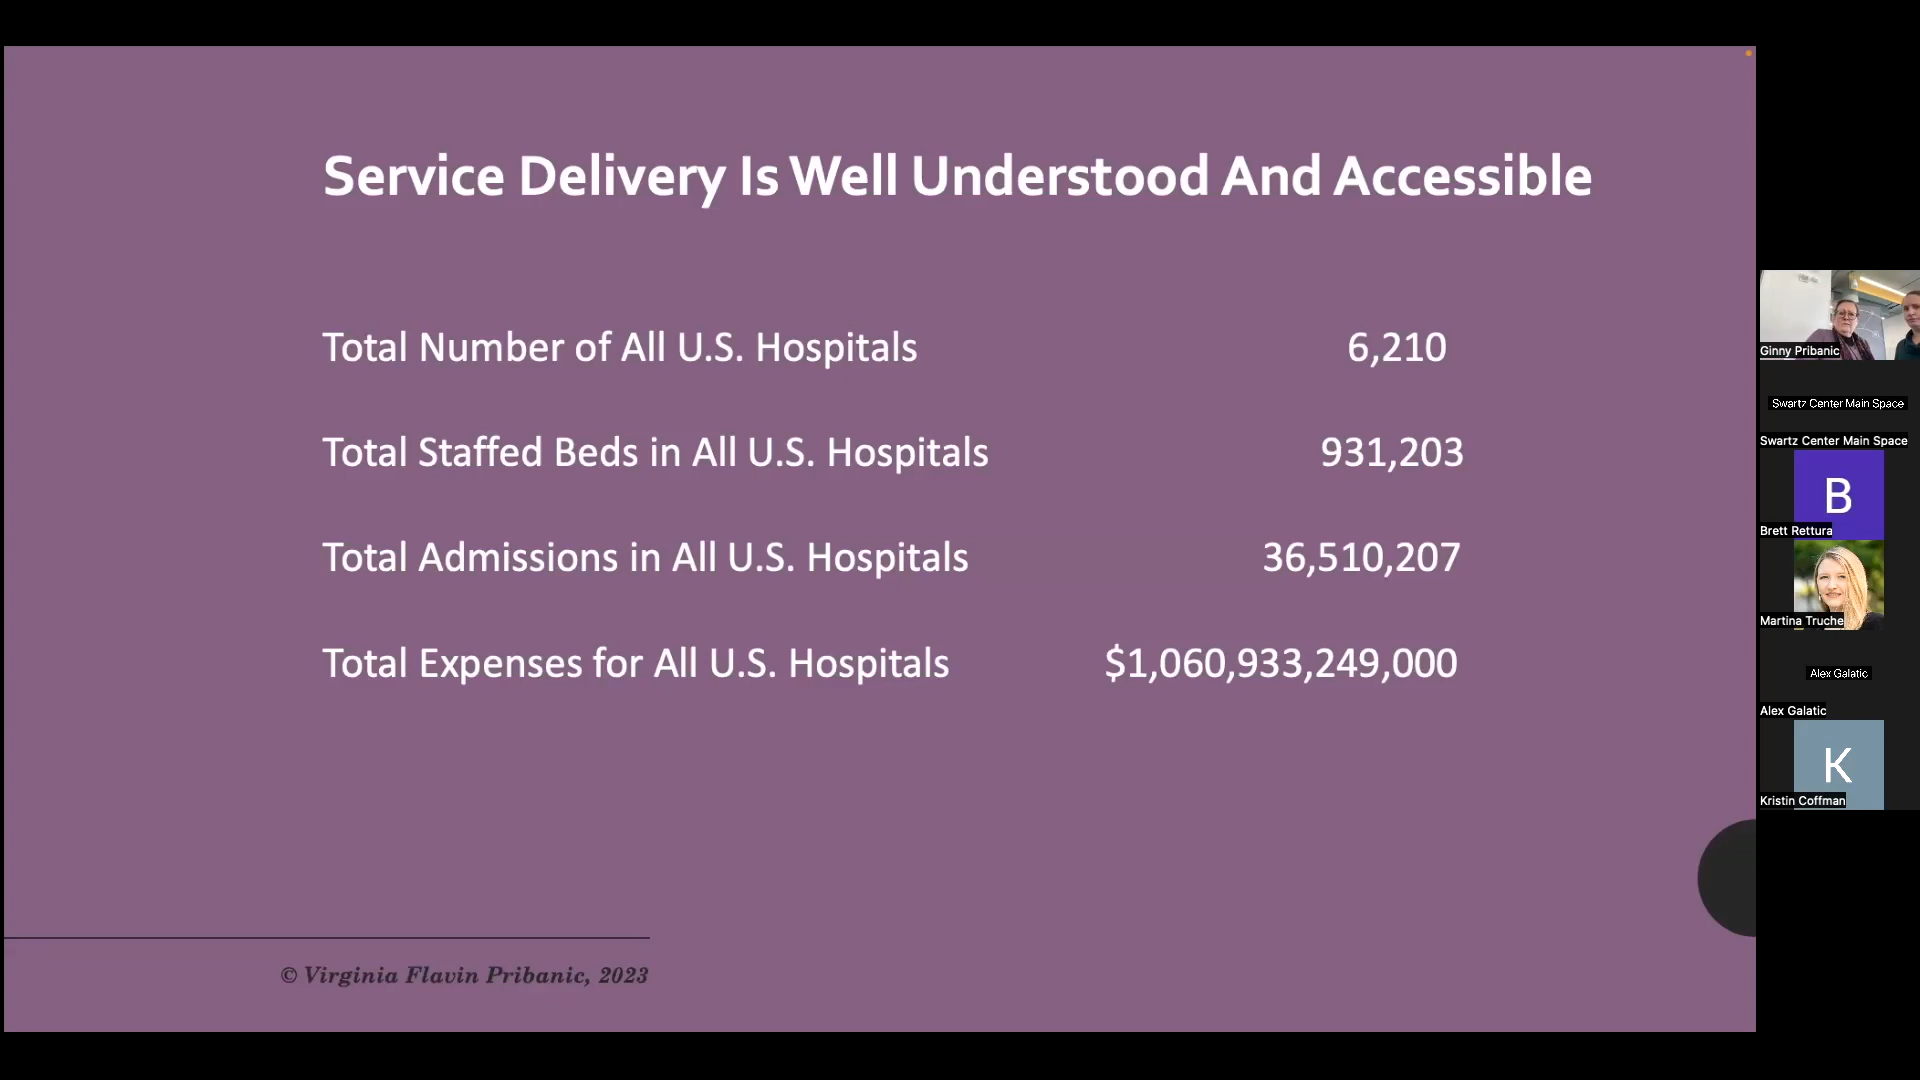 Service Delivery Is Well Understood And Accessible
Total Number of All U.S. Hospitals 6,210
Total Staffed Beds in All U.S. Hospitals 931,203
Total Admissions in All U.S. Hospitals 36,510,207
Total Expenses for All U.S. Hospitals $1,060,933,249,000
© Virginia Flavin Pribanic, 2023
Ginny Pribanic
Swartz Center Main Space
Swartz Center Main Space
B
Brett Rettura
Martina Truche
Alex Galatic
Alex Galatic
K
Kristin Coffman